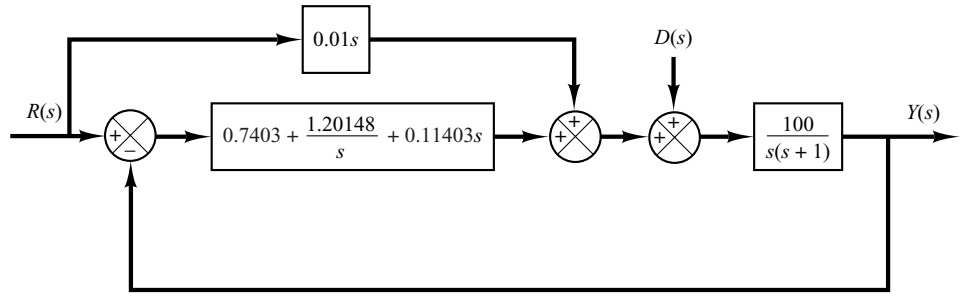 0.01s
D(s)
R(s)
+
−
0.7403 + 1.20148/s + 0.11403s
+
+
+
+
100/s(s + 1)
Y(s)